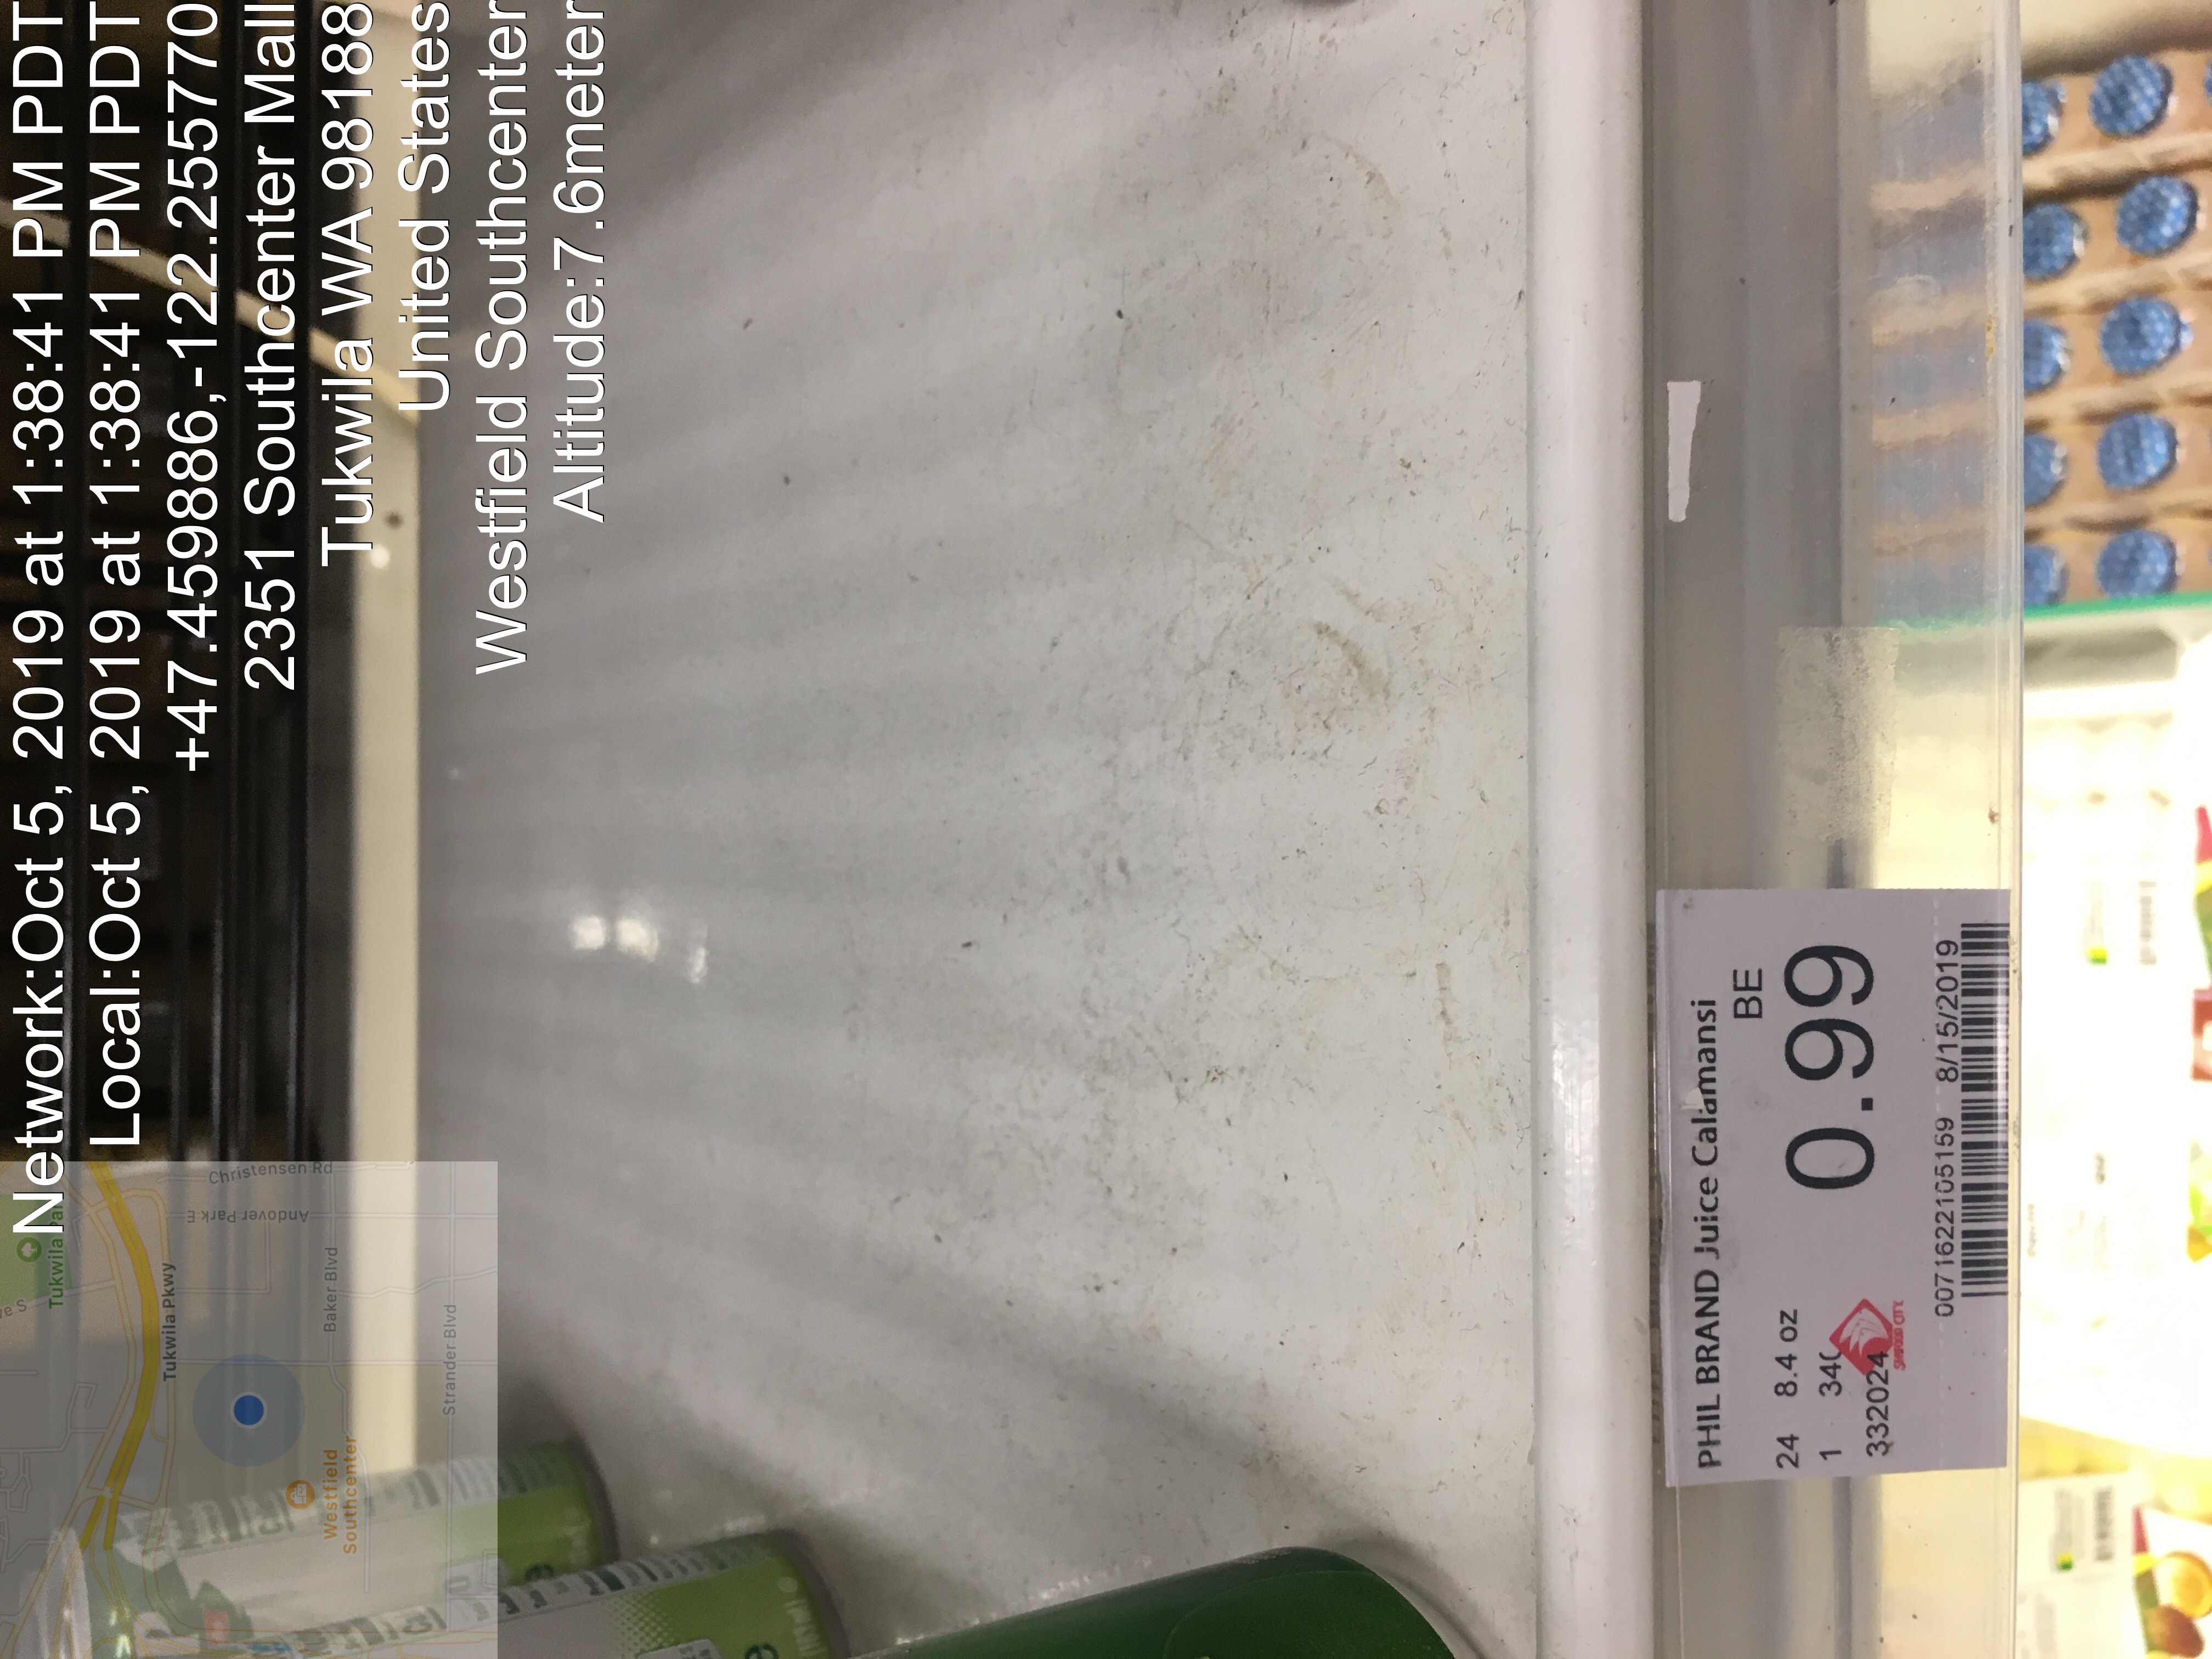 Network:Oct 5, 2019 at 1:38:41 PM PDT
Local:Oct 5, 2019 at 1:38:41 PM PDT
+47.459886,-122.255770
2351 Southcenter Mall
Tukwila WA 98188
United States
Westfield Southcenter
Altitude:7.6meter
Tukwila
Tukwila Pkwy
Andover Park E
Christensen Rd
Westfield
Southcenter
Baker Blvd
Strander Blvd
PHIL BRAND Juice Calamansi
BE
24 8.4 oz
0.99
1 340
332024
SEAFOOD CITY
0071622105159 8/15/2019